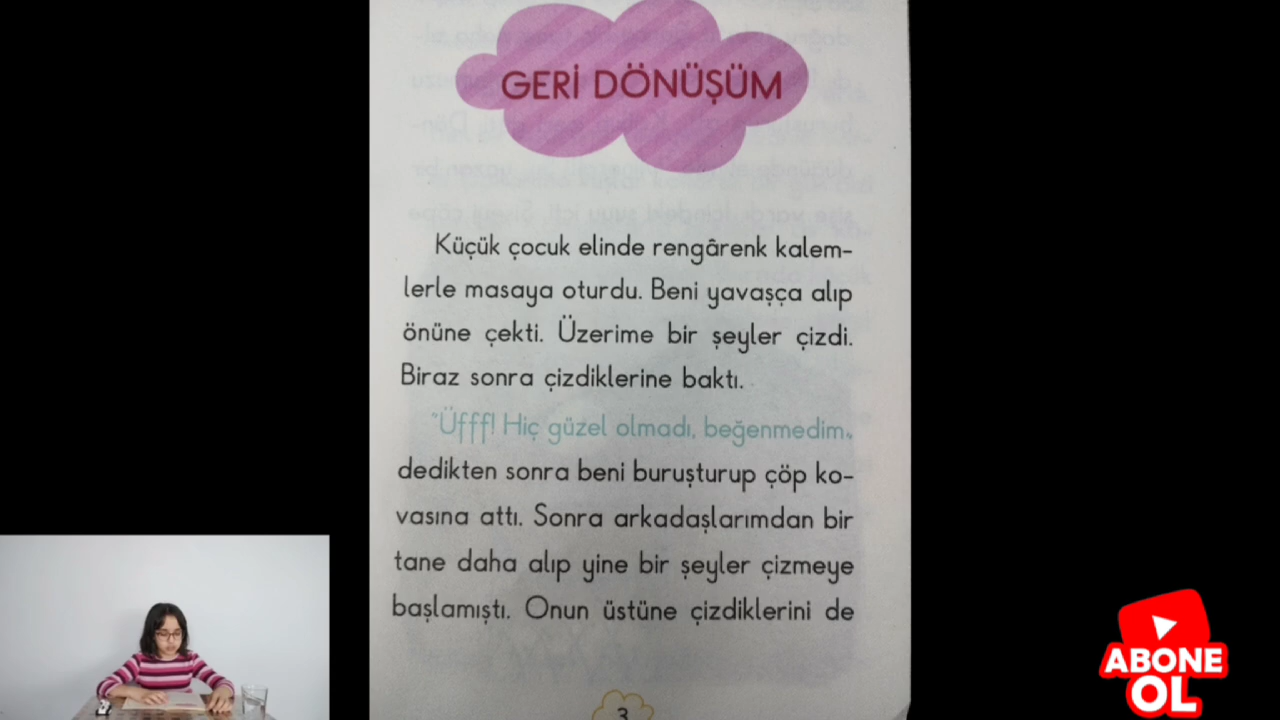 GERİ DÖNÜŞÜM
Küçük çocuk elinde rengârenk kalem-
lerle masaya oturdu. Beni yavaşça alıp
önüne çekti. Üzerime bir şeyler çizdi.
Biraz sonra çizdiklerine baktı.
"Üfff! Hiç güzel olmadı, beğenmedim„
dedikten sonra beni buruşturup çöp ko-
vasına attı. Sonra arkadaşlarımdan bir
tane daha alıp yine bir şeyler çizmeye
başlamıştı. Onun üstüne çizdiklerini de
3
ABONE
OL